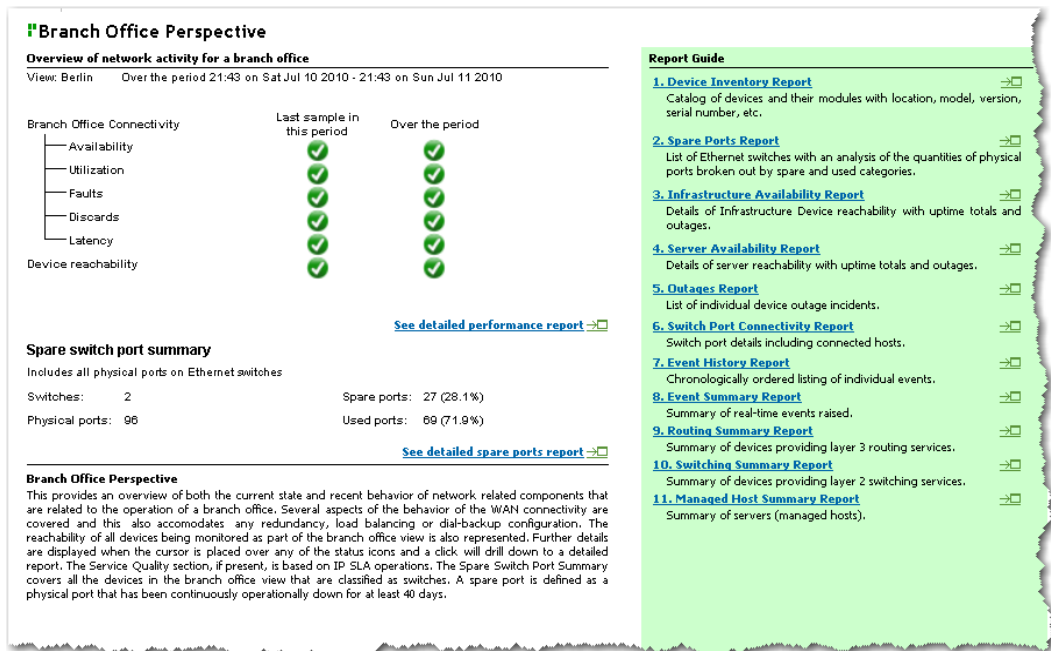 Branch Office Perspective
Overview of network activity for a branch office
View: Berlin Over the period 21:43 on Sat Jul 10 2010 - 21:43 on Sun Jul 11 2010
Branch Office Connectivity
Last sample in this period
Over the period
Availability
Utilization
Faults
Discards
Latency
Device reachability
See detailed performance report
Spare switch port summary
Includes all physical ports on Ethernet switches
Switches: 2 Spare ports: 27 (28.1%)
Physical ports: 96 Used ports: 69 (71.9%)
See detailed spare ports report
Branch Office Perspective
This provides an overview of both the current state and recent behavior of network related components that
are related to the operation of a branch office. Several aspects of the behavior of the WAN connectivity are
covered and this also accomodates any redundancy, load balancing or dial-backup configuration. The
reachability of all devices being monitored as part of the branch office view is also represented. Further details
are displayed when the cursor is placed over any of the status icons and a click will drill down to a detailed
report. The Service Quality section, if present, is based on IP SLA operations. The Spare Switch Port Summary
covers all the devices in the branch office view that are classified as switches. A spare port is defined as a
physical port that has been continuously operationally down for at least 40 days.
Report Guide
1. Device Inventory Report
Catalog of devices and their modules with location, model, version,
serial number, etc.
2. Spare Ports Report
List of Ethernet switches with an analysis of the quantities of physical
ports broken out by spare and used categories.
3. Infrastructure Availability Report
Details of Infrastructure Device reachability with uptime totals and
outages.
4. Server Availability Report
Details of server reachability with uptime totals and outages.
5. Outages Report
List of individual device outage incidents.
6. Switch Port Connectivity Report
Switch port details including connected hosts.
7. Event History Report
Chronologically ordered listing of individual events.
8. Event Summary Report
Summary of real-time events raised.
9. Routing Summary Report
Summary of devices providing layer 3 routing services.
10. Switching Summary Report
Summary of devices providing layer 2 switching services.
11. Managed Host Summary Report
Summary of servers (managed hosts).